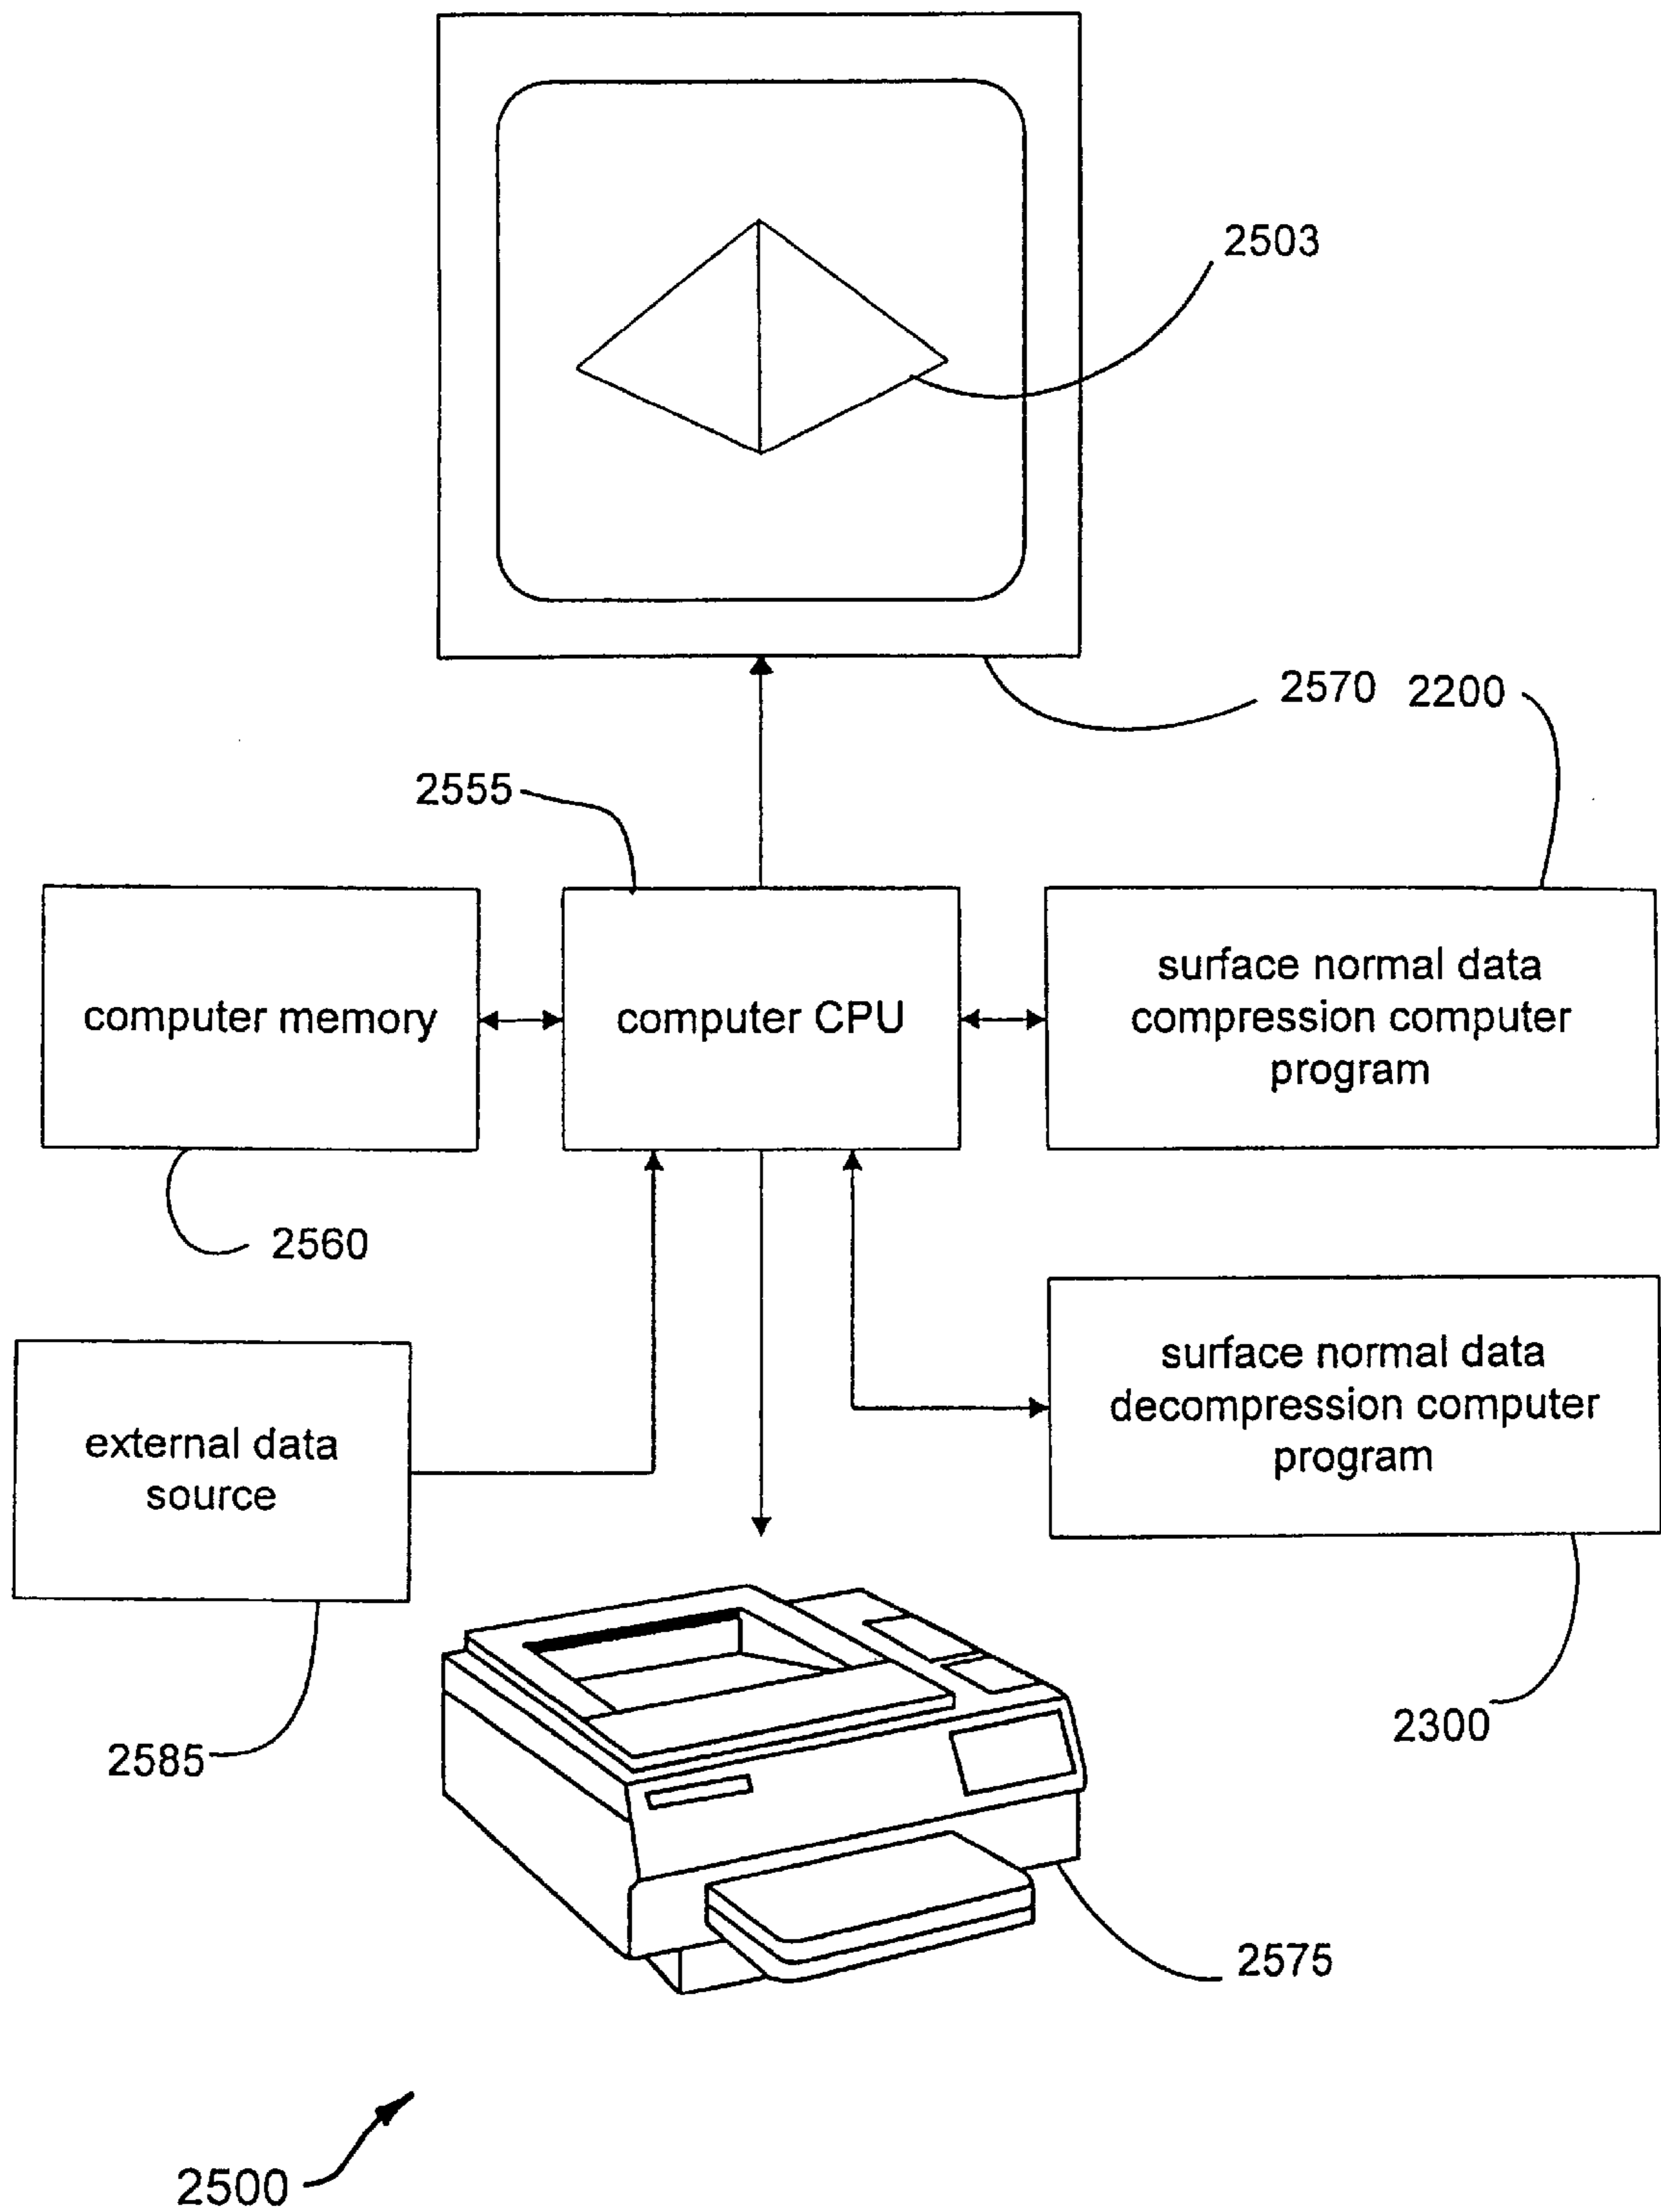 2503
2570
2200
2555
computer memory
computer CPU
surface normal data
compression computer
program
2560
external data
source
surface normal data
decompression computer
program
2585
2300
2575
2500